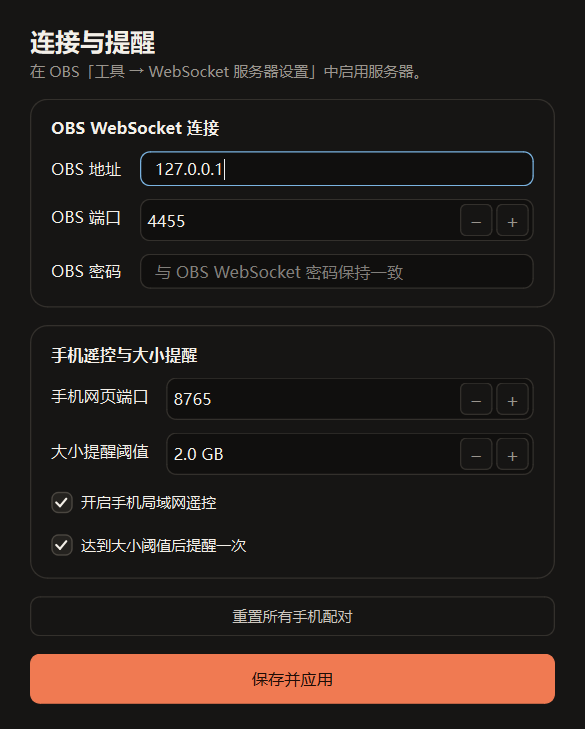 连接与提醒
在 OBS「工具 → WebSocket 服务器设置」中启用服务器。
OBS WebSocket 连接
OBS 地址 127.0.0.1
OBS 端口 4455 − +
OBS 密码 与 OBS WebSocket 密码保持一致
手机遥控与大小提醒
手机网页端口 8765 − +
大小提醒阈值 2.0 GB − +
开启手机局域网遥控
达到大小阈值后提醒一次
重置所有手机配对
保存并应用